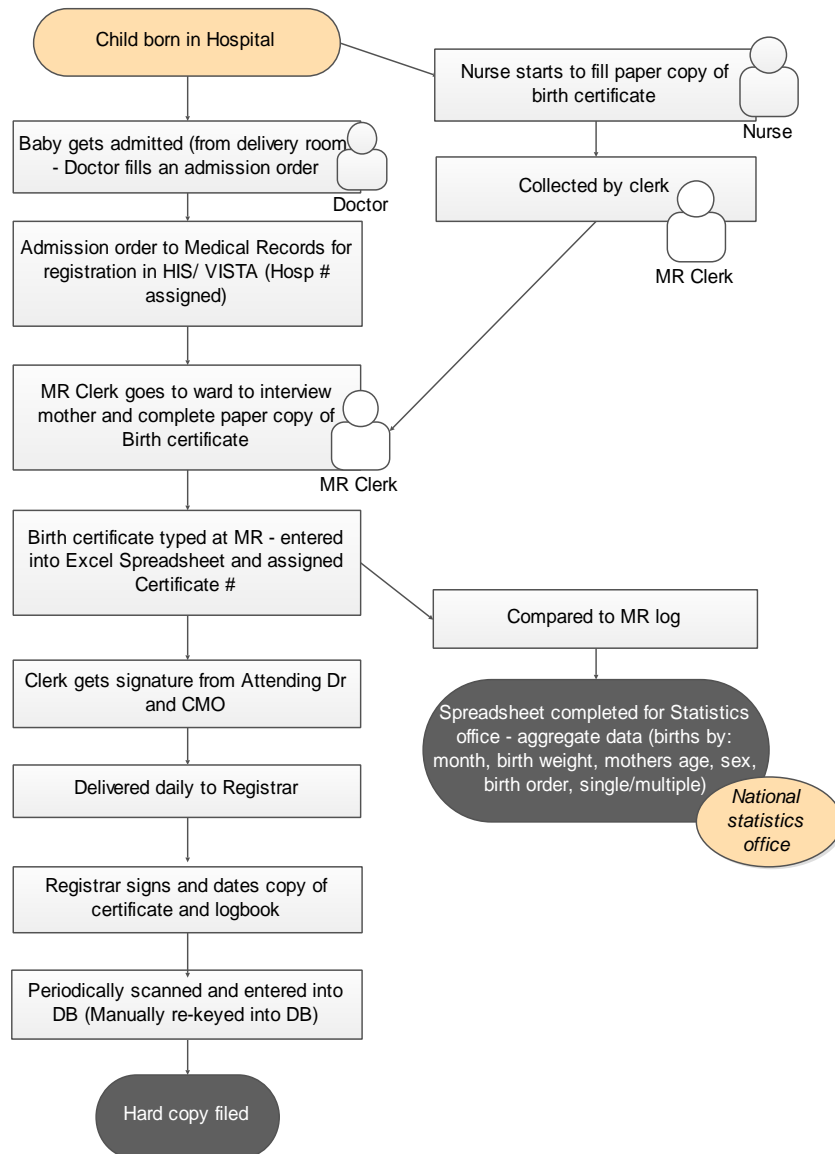 Child born in Hospital
Nurse starts to fill paper copy of
birth certificate
Nurse
Baby gets admitted (from delivery room
- Doctor fills an admission order
Doctor
Collected by clerk
MR Clerk
Admission order to Medical Records for
registration in HIS/ VISTA (Hosp #
assigned)
MR Clerk goes to ward to interview
mother and complete paper copy of
Birth certificate
MR Clerk
Birth certificate typed at MR - entered
into Excel Spreadsheet and assigned
Certificate #
Compared to MR log
Clerk gets signature from Attending Dr
and CMO
Spreadsheet completed for Statistics
office - aggregate data (births by:
month, birth weight, mothers age, sex,
birth order, single/multiple)
National
statistics
office
Delivered daily to Registrar
Registrar signs and dates copy of
certificate and logbook
Periodically scanned and entered into
DB (Manually re-keyed into DB)
Hard copy filed